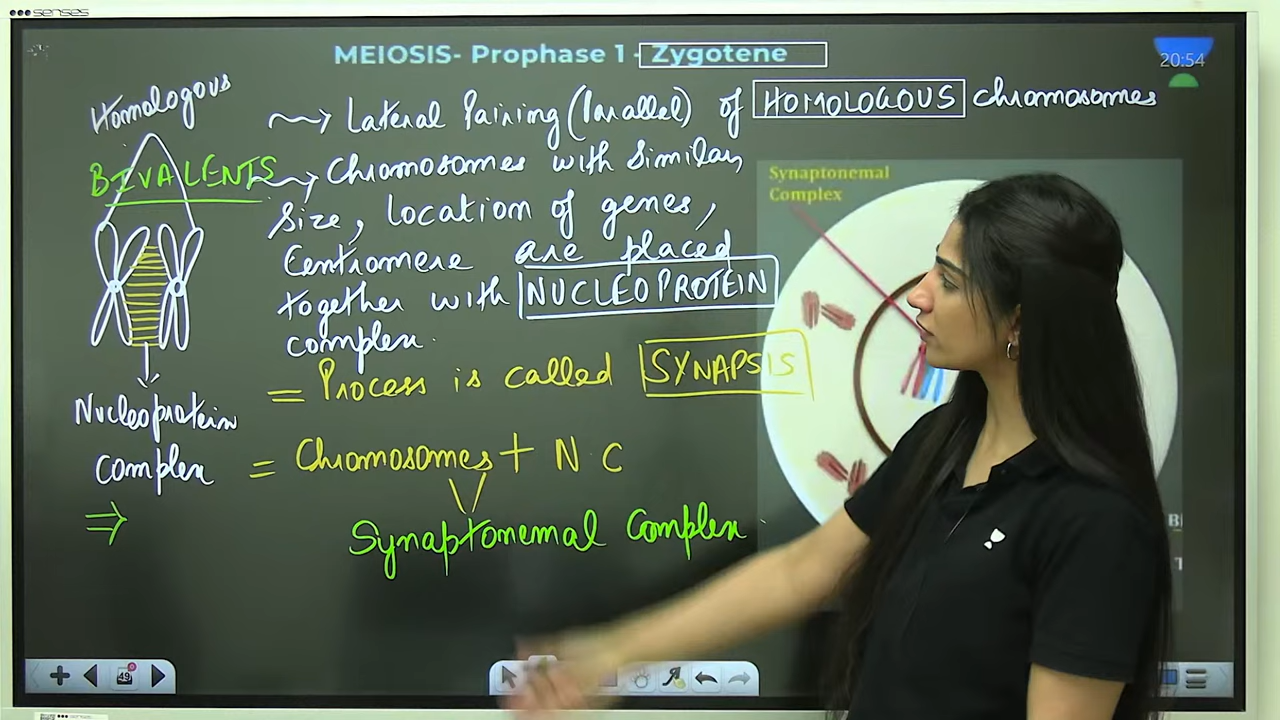 senses
MEIOSIS- Prophase 1 - Zygotene
20:54
Homologous
BIVALENTS
~~> Lateral Pairing (Parallel) of HOMOLOGOUS chromosomes
~~> Chromosomes with similar
size, location of genes,
Centromere are placed
together with NUCLEOPROTEIN
complex.
= Process is called SYNAPSIS
Nucleoprotein
complex
= Chromosomes + N.C
Synaptonemal Complex.
⇒
Synaptonemal
Complex
B
49